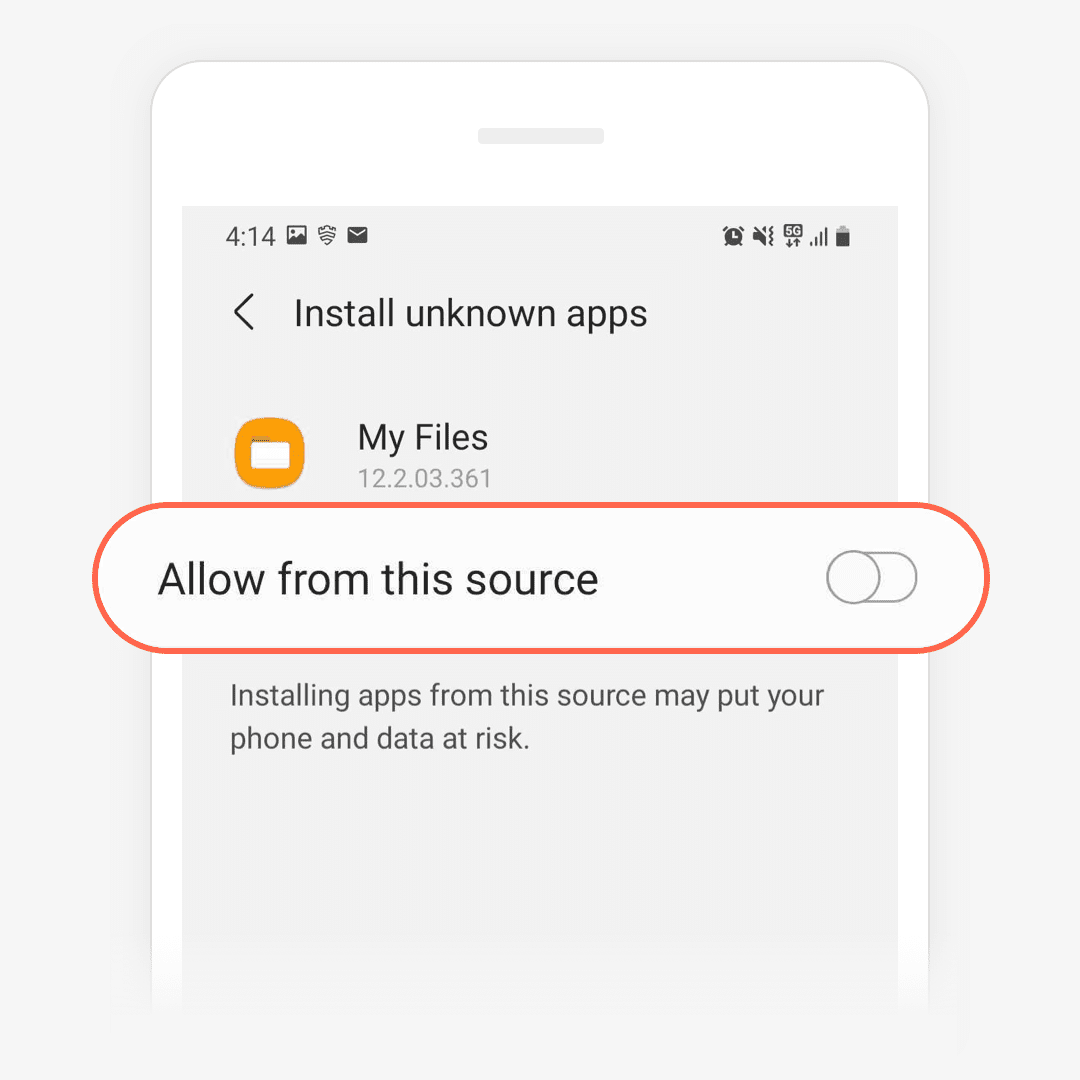 4:14
5G
Install unknown apps
My Files
12.2.03.361
Allow from this source
Installing apps from this source may put your
phone and data at risk.